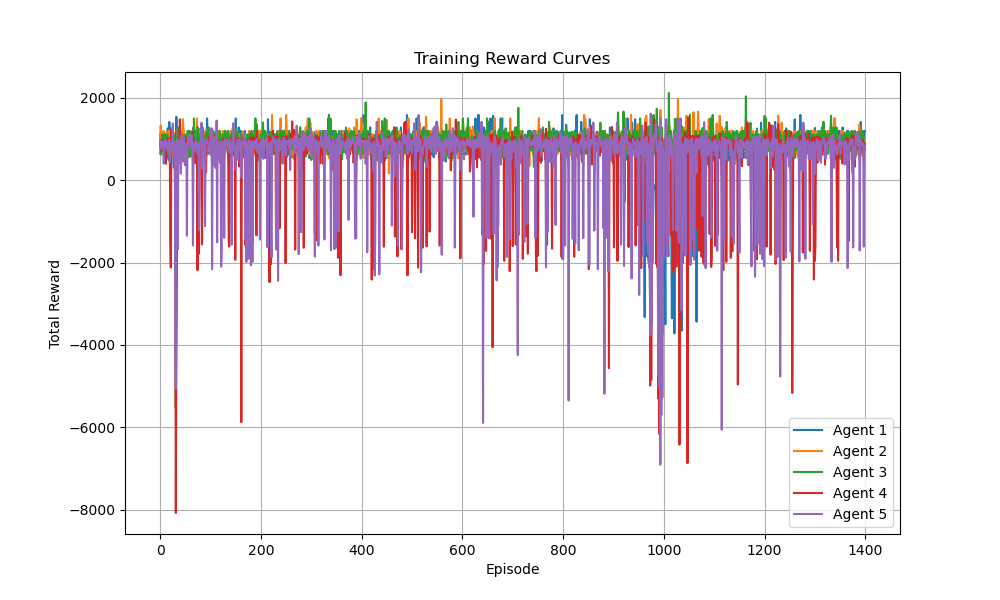 Training Reward Curves
Total Reward
2000
0
−2000
−4000
−6000
−8000
0 200 400 600 800 1000 1200 1400
Episode
Agent 1
Agent 2
Agent 3
Agent 4
Agent 5